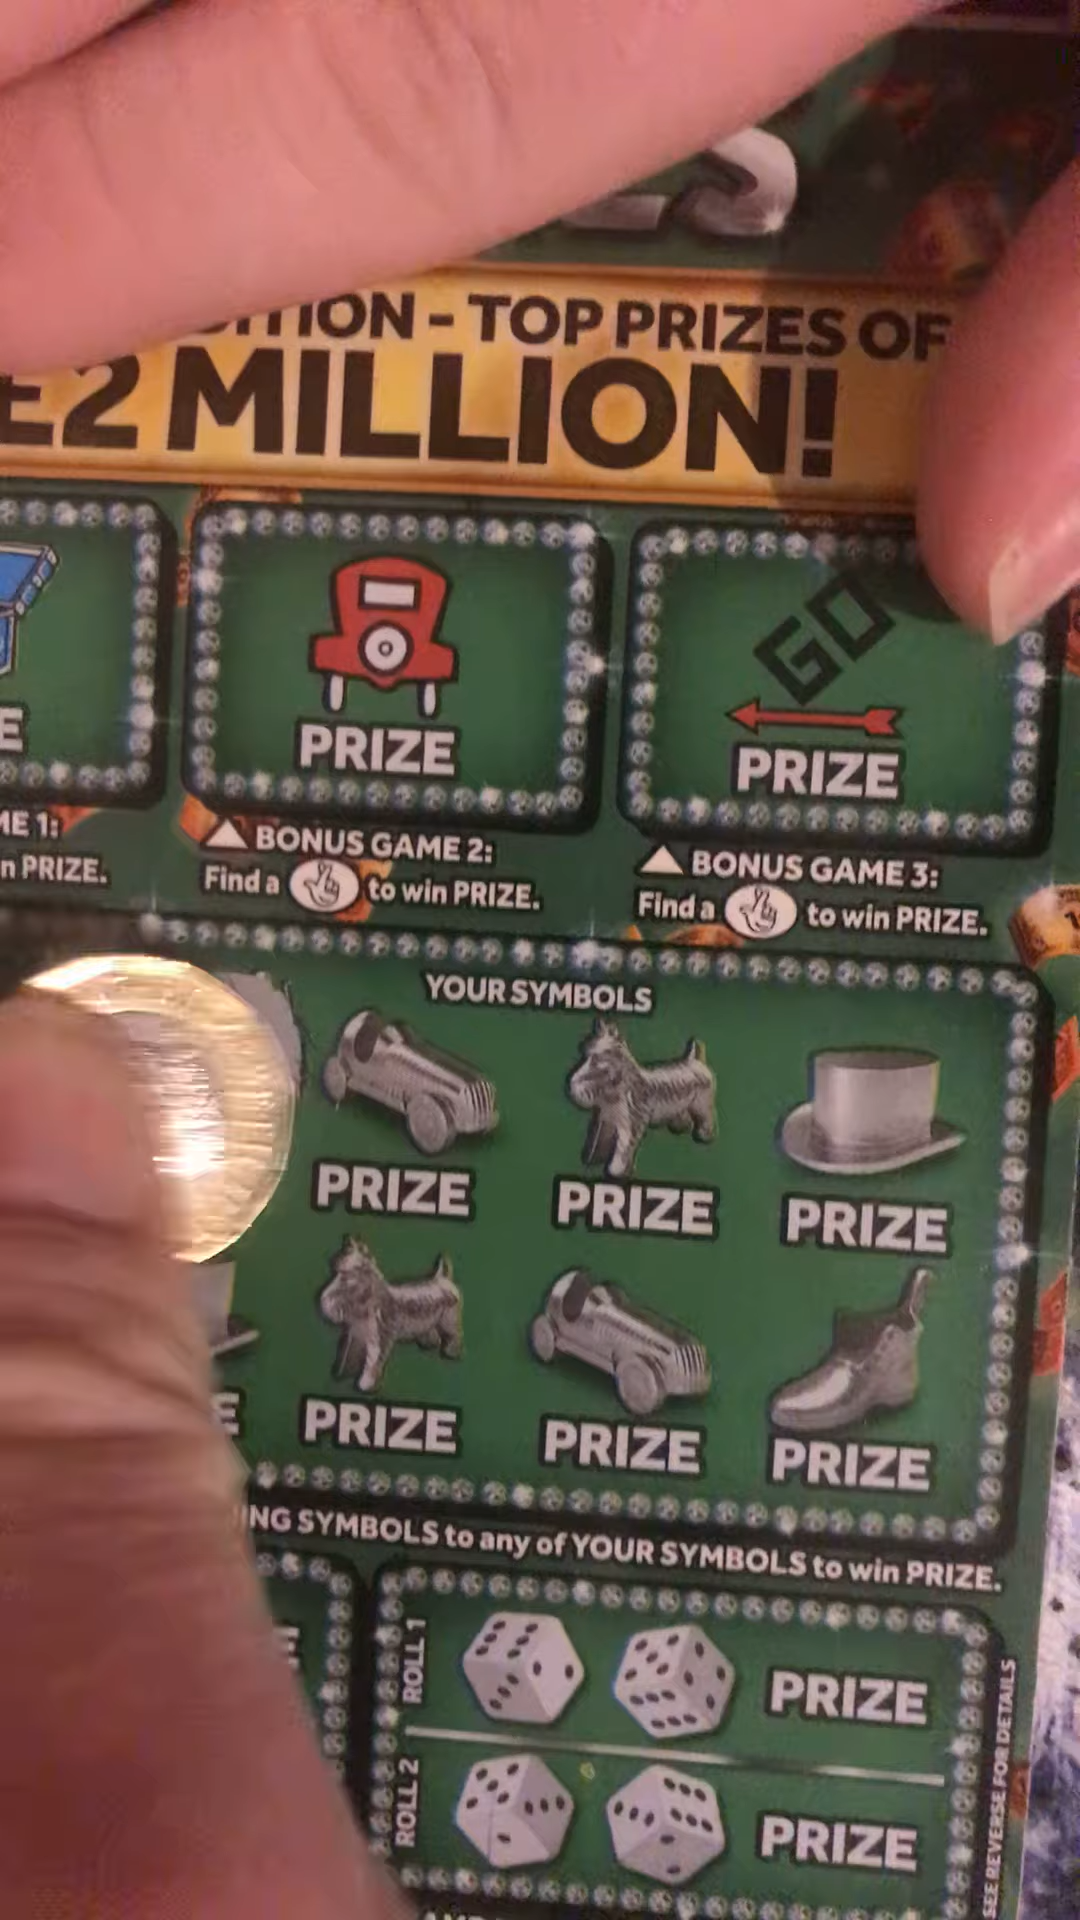 ITION - TOP PRIZES OF
£2 MILLION!
GO
E
PRIZE
PRIZE
ME 1:
n PRIZE.
BONUS GAME 2:
Find a to win PRIZE.
BONUS GAME 3:
Find a to win PRIZE.
YOUR SYMBOLS
PRIZE
PRIZE
PRIZE
E
PRIZE
PRIZE
PRIZE
ING SYMBOLS to any of YOUR SYMBOLS to win PRIZE.
ROLL 1
PRIZE
ROLL 2
PRIZE
SEE REVERSE FOR DETAILS